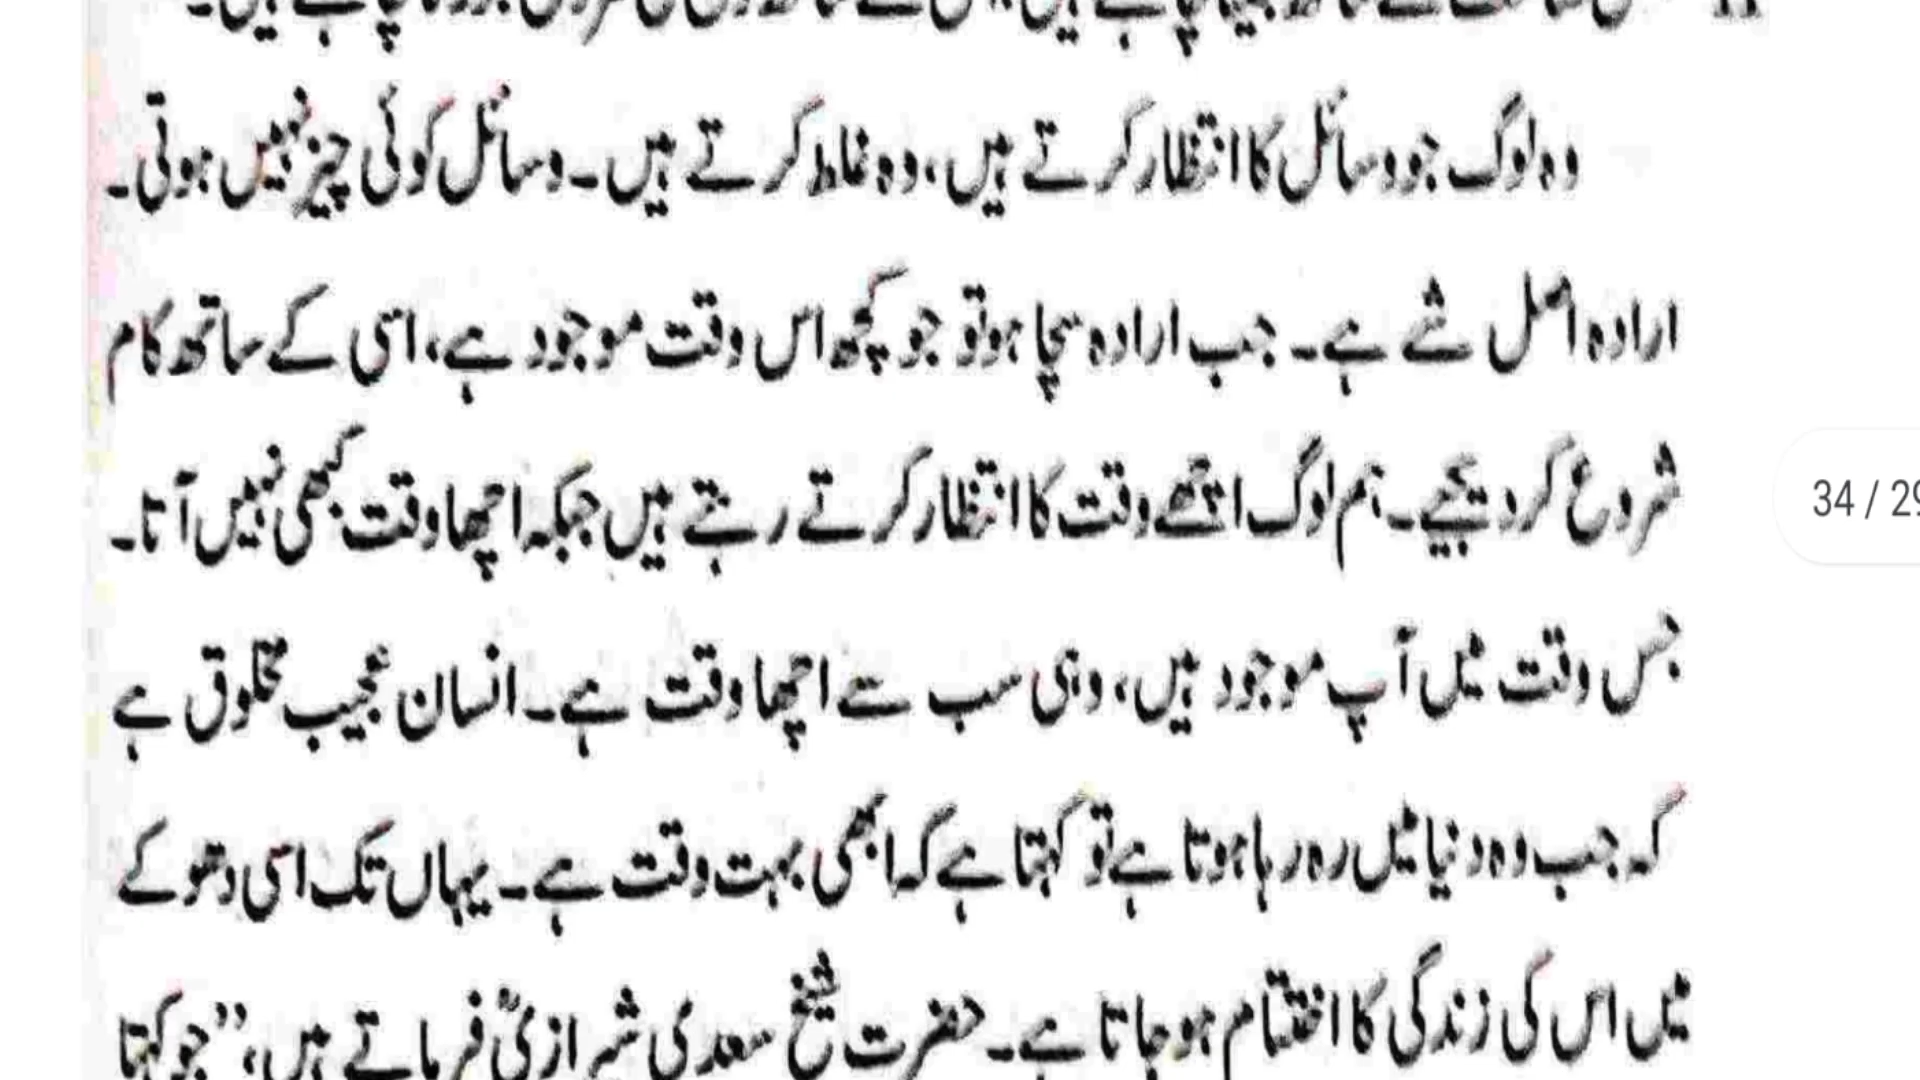 وہ لوگ جو وسائل کا انتظار کرتے ہیں، وہ غلط کرتے ہیں۔ وسائل کوئی چیز نہیں ہوتی۔
ارادہ اصل شے ہے۔ جب ارادہ سچا ہو تو جو کچھ اس وقت موجود ہے، اسی کے ساتھ کام
شروع کر دیجیے۔ ہم لوگ اچھے وقت کا انتظار کرتے رہتے ہیں جبکہ اچھا وقت کبھی نہیں آتا۔
34 / 29
جس وقت میں آپ موجود ہیں، وہی سب سے اچھا وقت ہے۔ انسان عجیب مخلوق ہے
کہ جب وہ دنیا میں رہ رہا ہوتا ہے تو کہتا ہے کہ ابھی بہت وقت ہے۔ یہاں تک اسی دھوکے
میں اس کی زندگی کا اختتام ہو جاتا ہے۔ حضرت شیخ سعدی شیرازیؒ فرماتے ہیں، ”جو کہتا